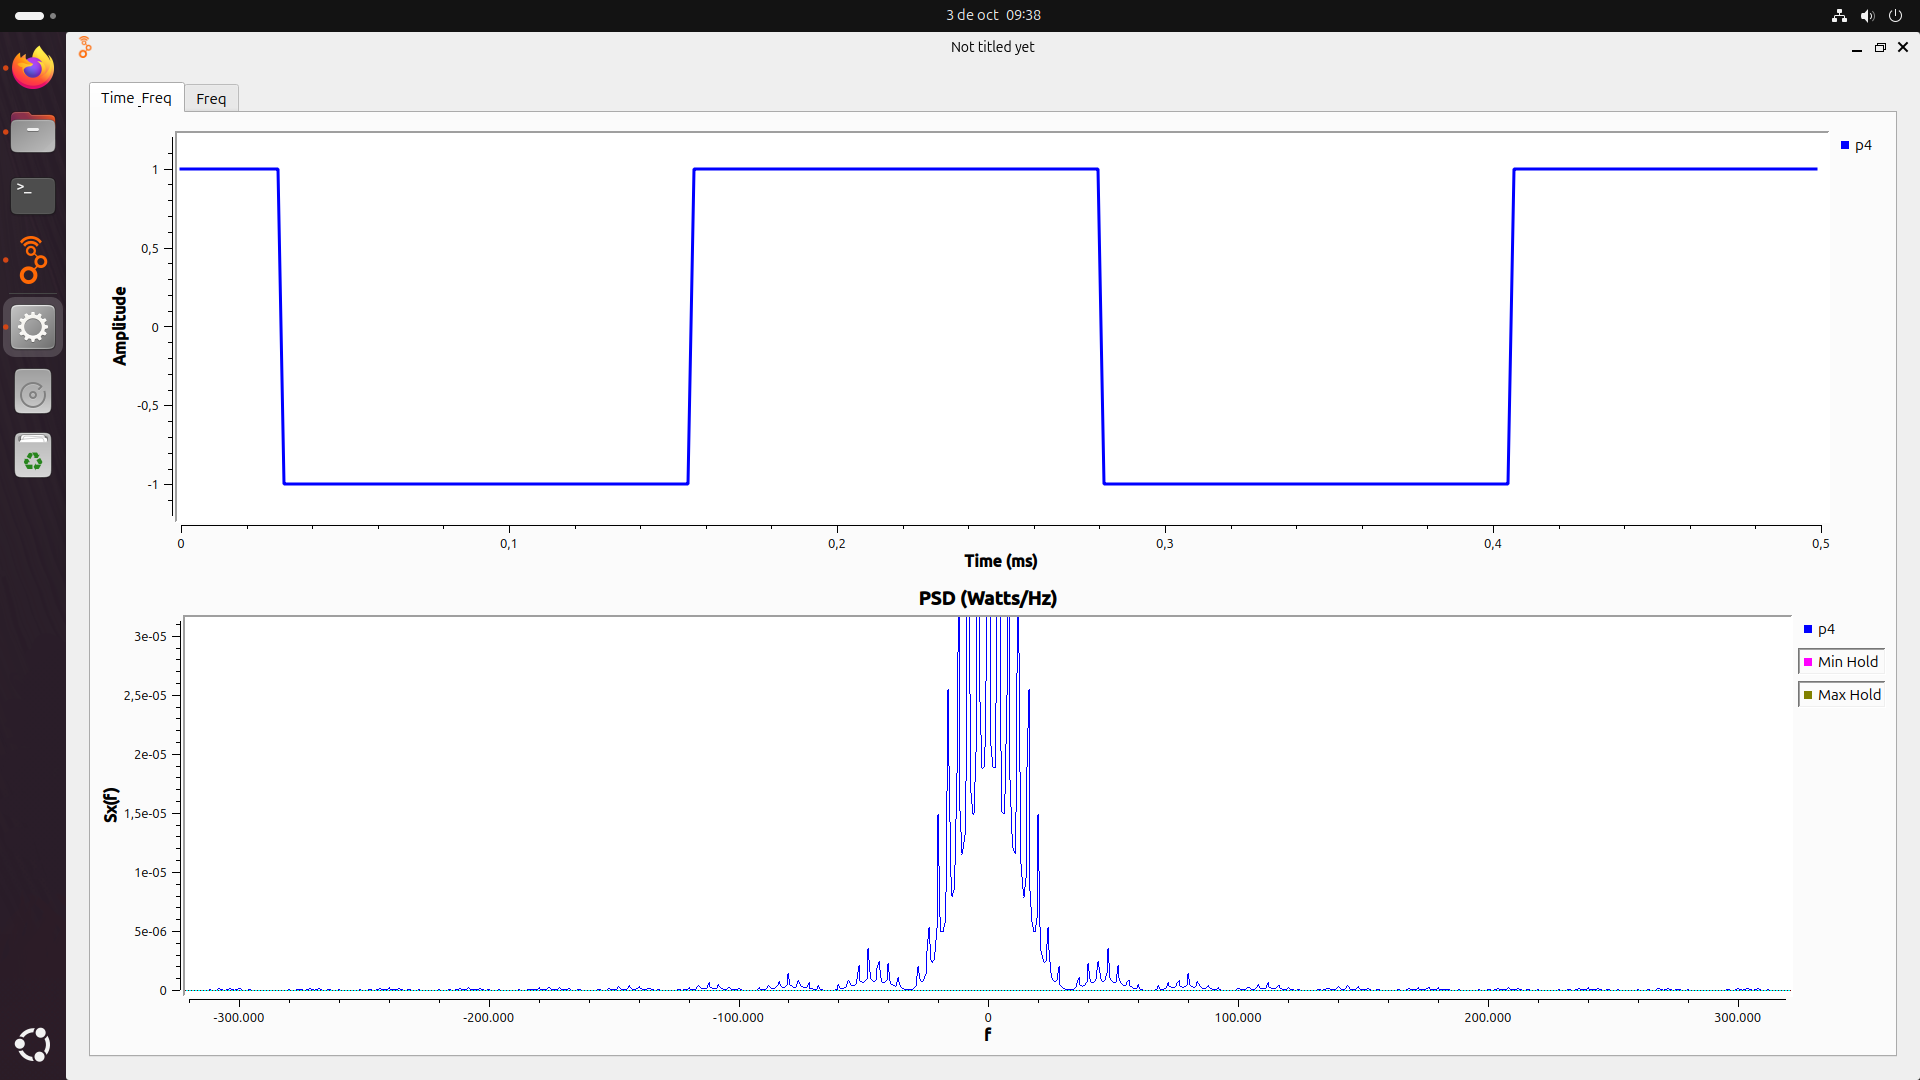 3 de oct 09:38
Not titled yet
Time_Freq
Freq
p4
1
0,5
0
-0,5
-1
Amplitude
0
0,1
0,2
0,3
0,4
0,5
Time (ms)
PSD (Watts/Hz)
p4
Min Hold
Max Hold
3e-05
2,5e-05
2e-05
1,5e-05
1e-05
5e-06
0
Sx(f)
-300.000
-200.000
-100.000
0
100.000
200.000
300.000
f